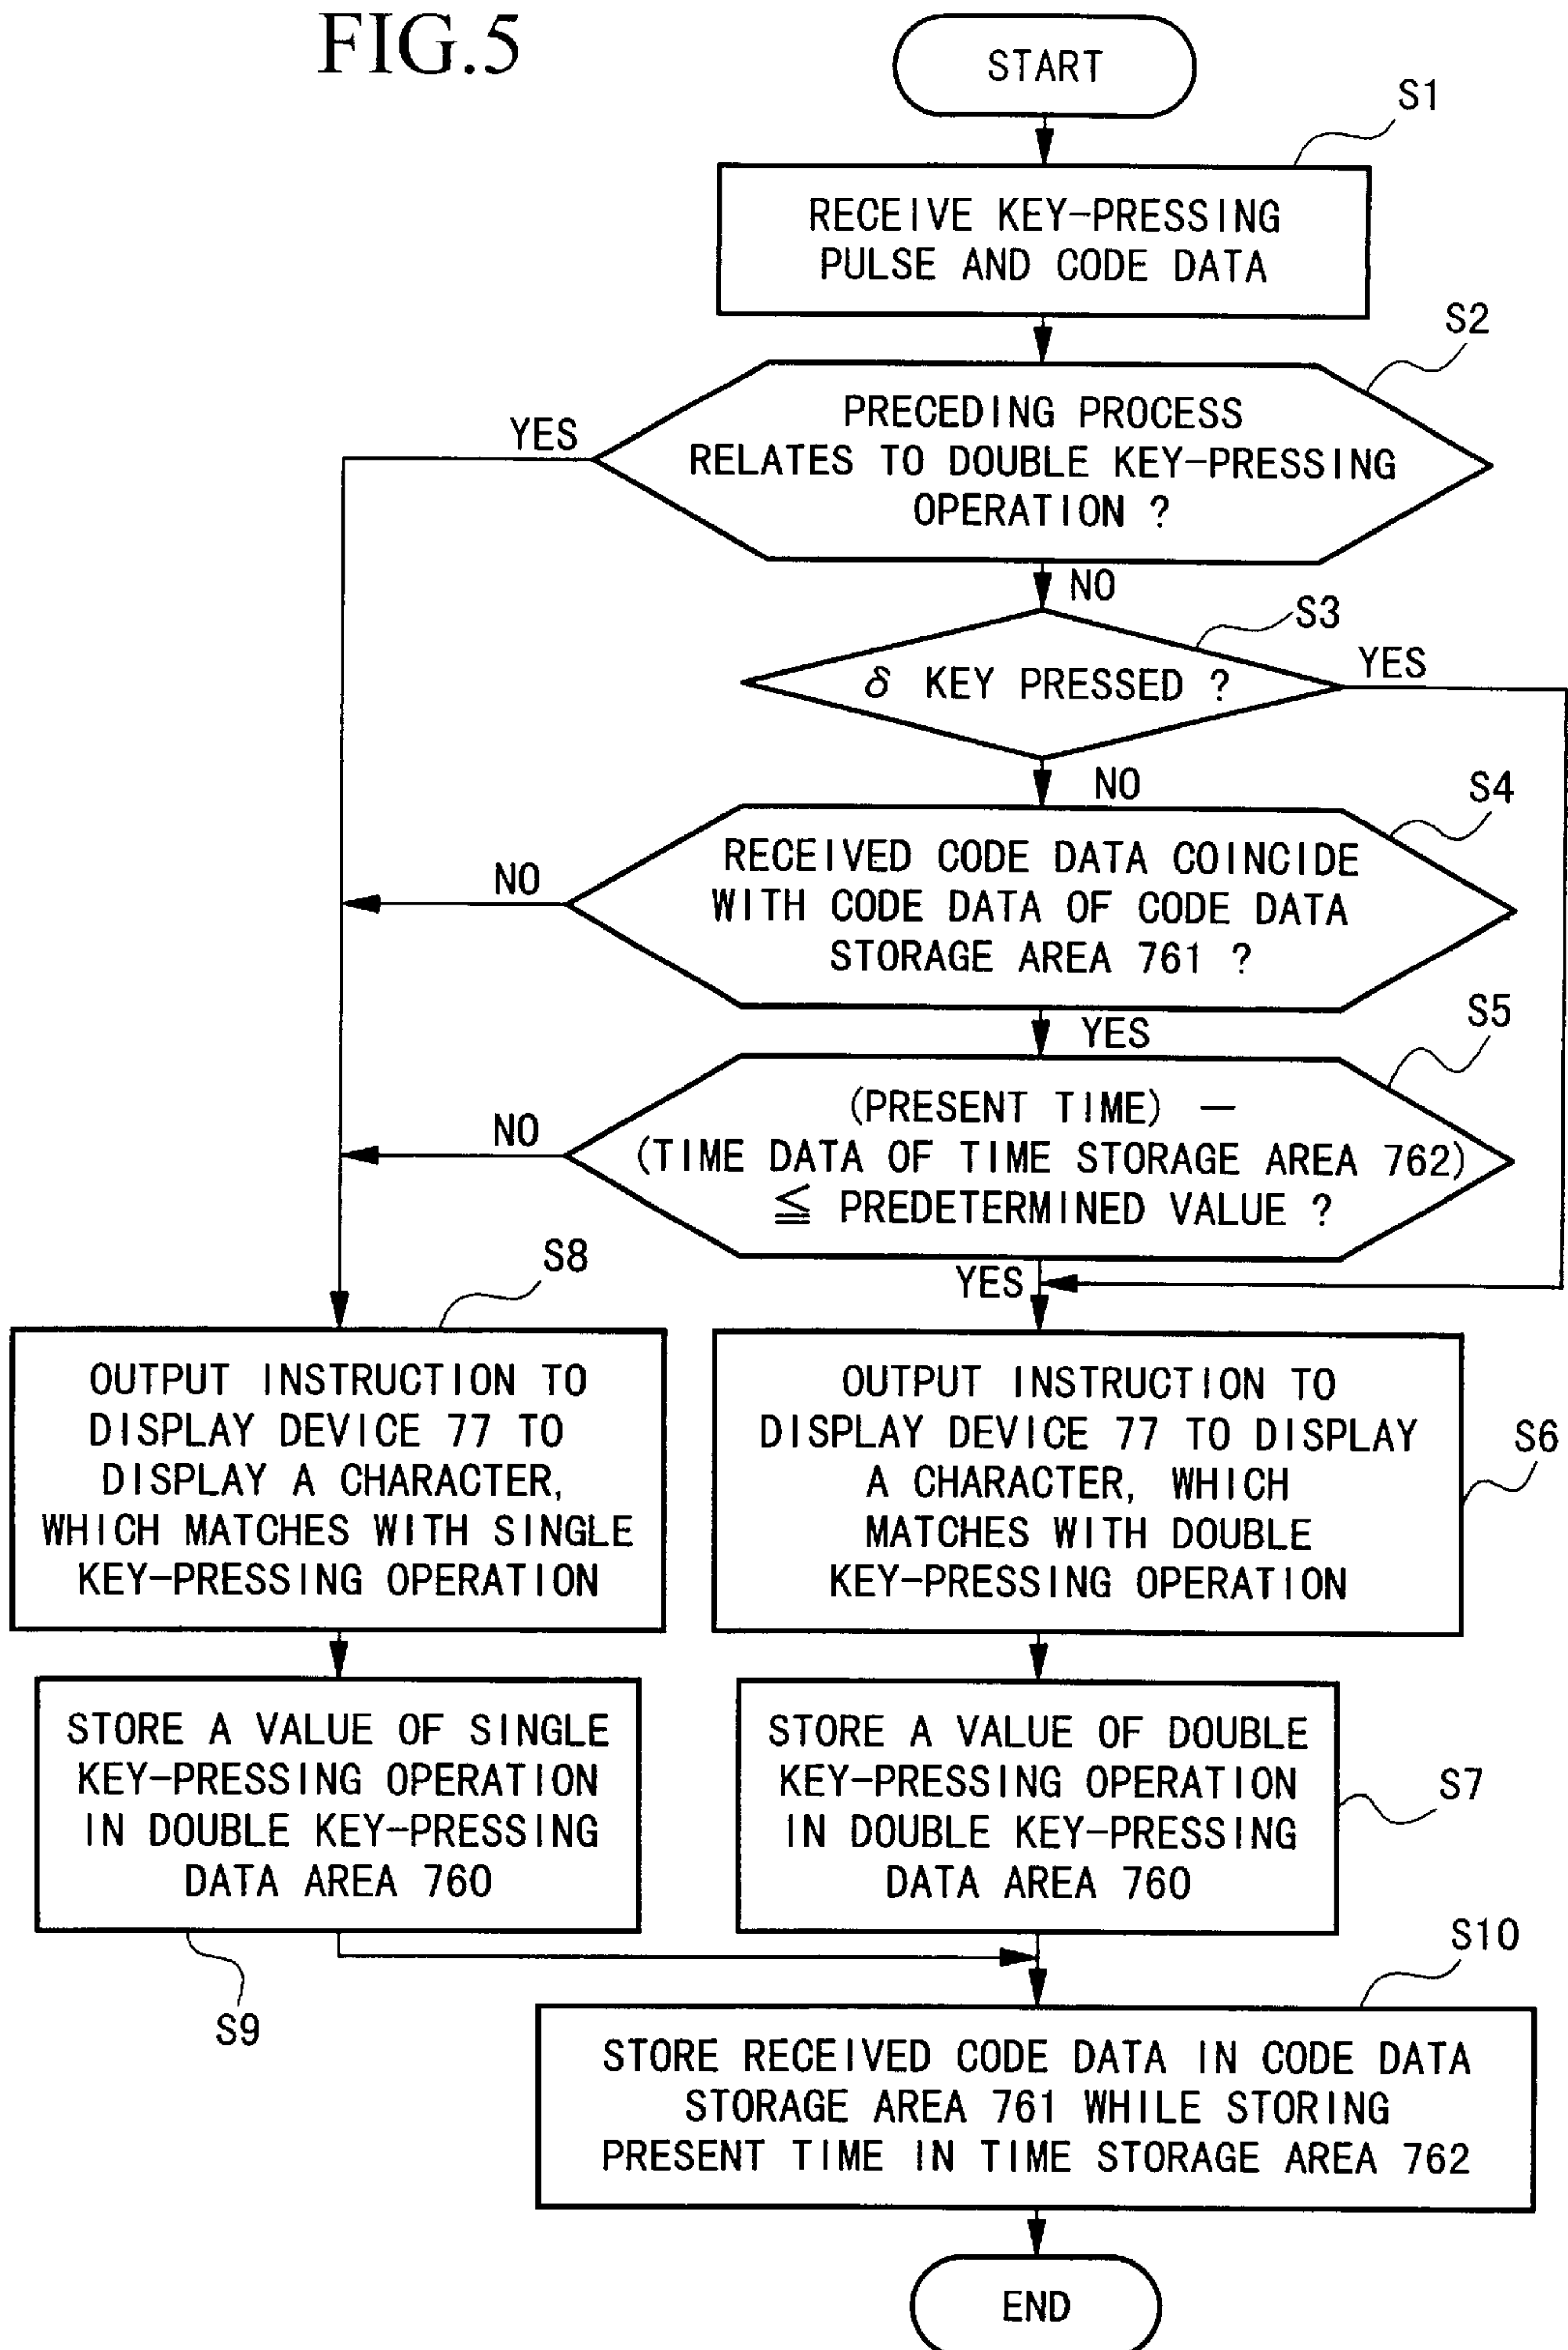 FIG.5
START
S1
RECEIVE KEY-PRESSING
PULSE AND CODE DATA
S2
PRECEDING PROCESS
RELATES TO DOUBLE KEY-PRESSING
OPERATION ?
YES
NO
S3
δ KEY PRESSED ?
YES
NO
S4
RECEIVED CODE DATA COINCIDE
WITH CODE DATA OF CODE DATA
STORAGE AREA 761 ?
NO
YES
S5
(PRESENT TIME) —
(TIME DATA OF TIME STORAGE AREA 762)
≦ PREDETERMINED VALUE ?
NO
YES
S8
OUTPUT INSTRUCTION TO
DISPLAY DEVICE 77 TO
DISPLAY A CHARACTER,
WHICH MATCHES WITH SINGLE
KEY-PRESSING OPERATION
OUTPUT INSTRUCTION TO
DISPLAY DEVICE 77 TO DISPLAY
A CHARACTER, WHICH
MATCHES WITH DOUBLE
KEY-PRESSING OPERATION
S6
STORE A VALUE OF SINGLE
KEY-PRESSING OPERATION
IN DOUBLE KEY-PRESSING
DATA AREA 760
S9
STORE A VALUE OF DOUBLE
KEY-PRESSING OPERATION
IN DOUBLE KEY-PRESSING
DATA AREA 760
S7
S10
STORE RECEIVED CODE DATA IN CODE DATA
STORAGE AREA 761 WHILE STORING
PRESENT TIME IN TIME STORAGE AREA 762
END